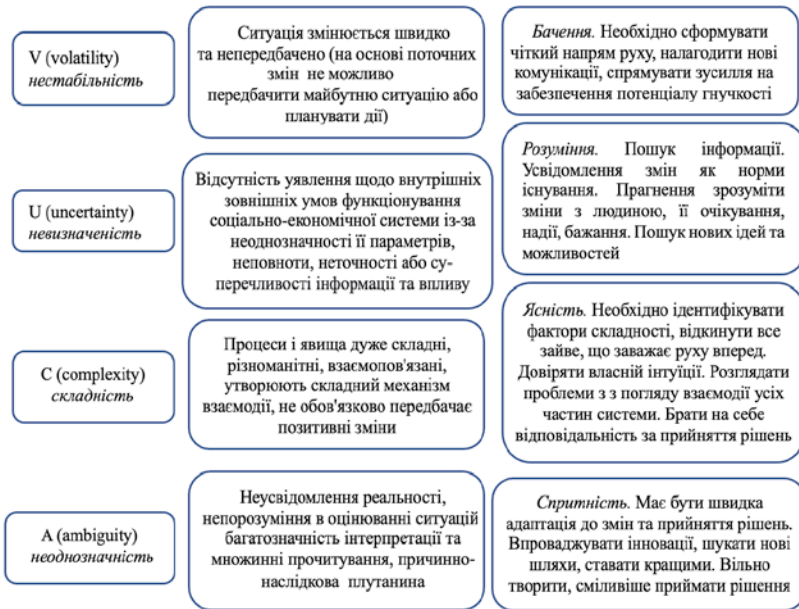 V (volatility)
нестабільність
Ситуація змінюється швидко
та непередбачено (на основі поточних
змін не можливо
передбачити майбутню ситуацію або
планувати дії)
Бачення. Необхідно сформувати
чіткий напрям руху, налагодити нові
комунікації, спрямувати зусилля на
забезпечення потенціалу гнучкості
U (uncertainty)
невизначеність
Відсутність уявлення щодо внутрішніх
зовнішніх умов функціонування
соціально-економічної системи із-за
неоднозначності її параметрів,
неповноти, неточності або су-
перечливості інформації та впливу
Розуміння. Пошук інформації.
Усвідомлення змін як норми
існування. Прагнення зрозуміти
зміни з людиною, її очікування,
надії, бажання. Пошук нових ідей та
можливостей
C (complexity)
складність
Процеси і явища дуже складні,
різноманітні, взаємопов'язані,
утворюють складний механізм
взаємодії, не обов'язково передбачає
позитивні зміни
Ясність. Необхідно ідентифікувати
фактори складності, відкинути все
зайве, що заважає руху вперед.
Довіряти власній інтуїції. Розглядати
проблеми з з погляду взаємодії усіх
частин системи. Брати на себе
відповідальність за прийняття рішень
A (ambiguity)
неоднозначність
Неусвідомлення реальності,
непорозуміння в оцінюванні ситуацій
багатозначність інтерпретації та
множинні прочитування, причинно-
наслідкова плутанина
Спритність. Має бути швидка
адаптація до змін та прийняття рішень.
Впроваджувати інновації, шукати нові
шляхи, ставати кращими. Вільно
творити, сміливіше приймати рішення